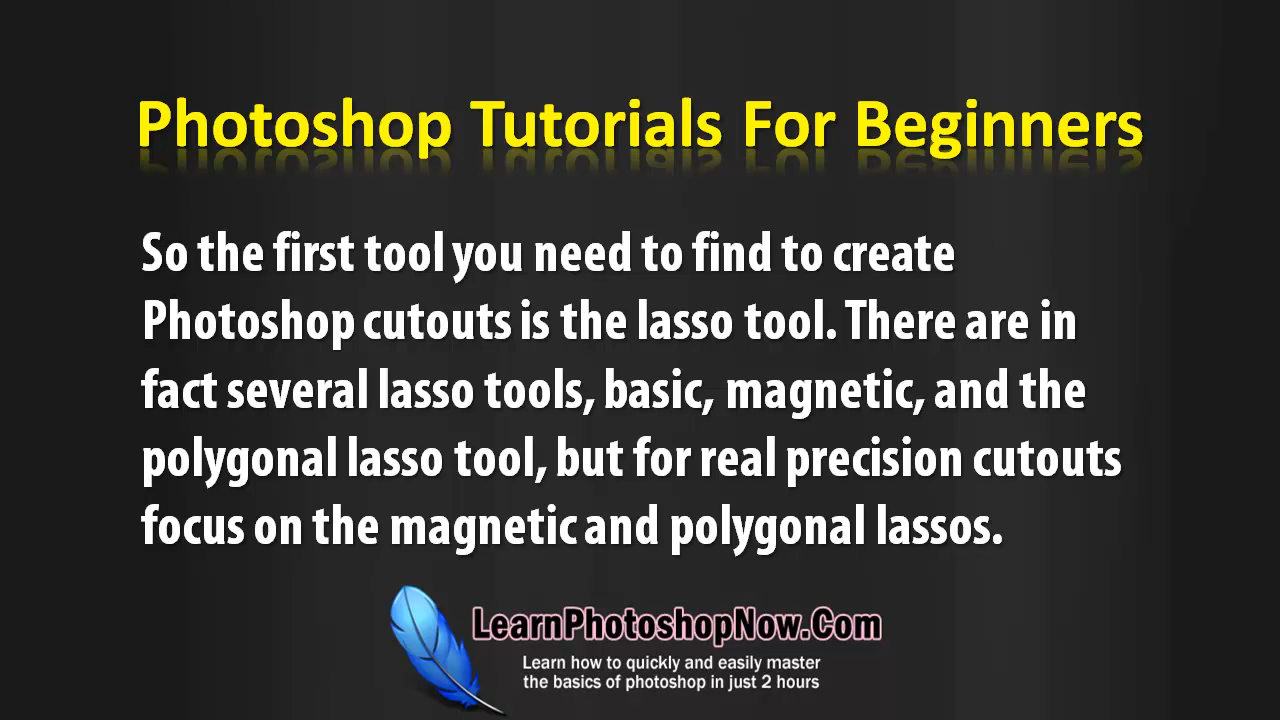 Photoshop Tutorials For Beginners
So the first tool you need to find to create
Photoshop cutouts is the lasso tool. There are in
fact several lasso tools, basic, magnetic, and the
polygonal lasso tool, but for real precision cutouts
focus on the magnetic and polygonal lassos.
LearnPhotoshopNow.Com
Learn how to quickly and easily master
the basics of photoshop in just 2 hours